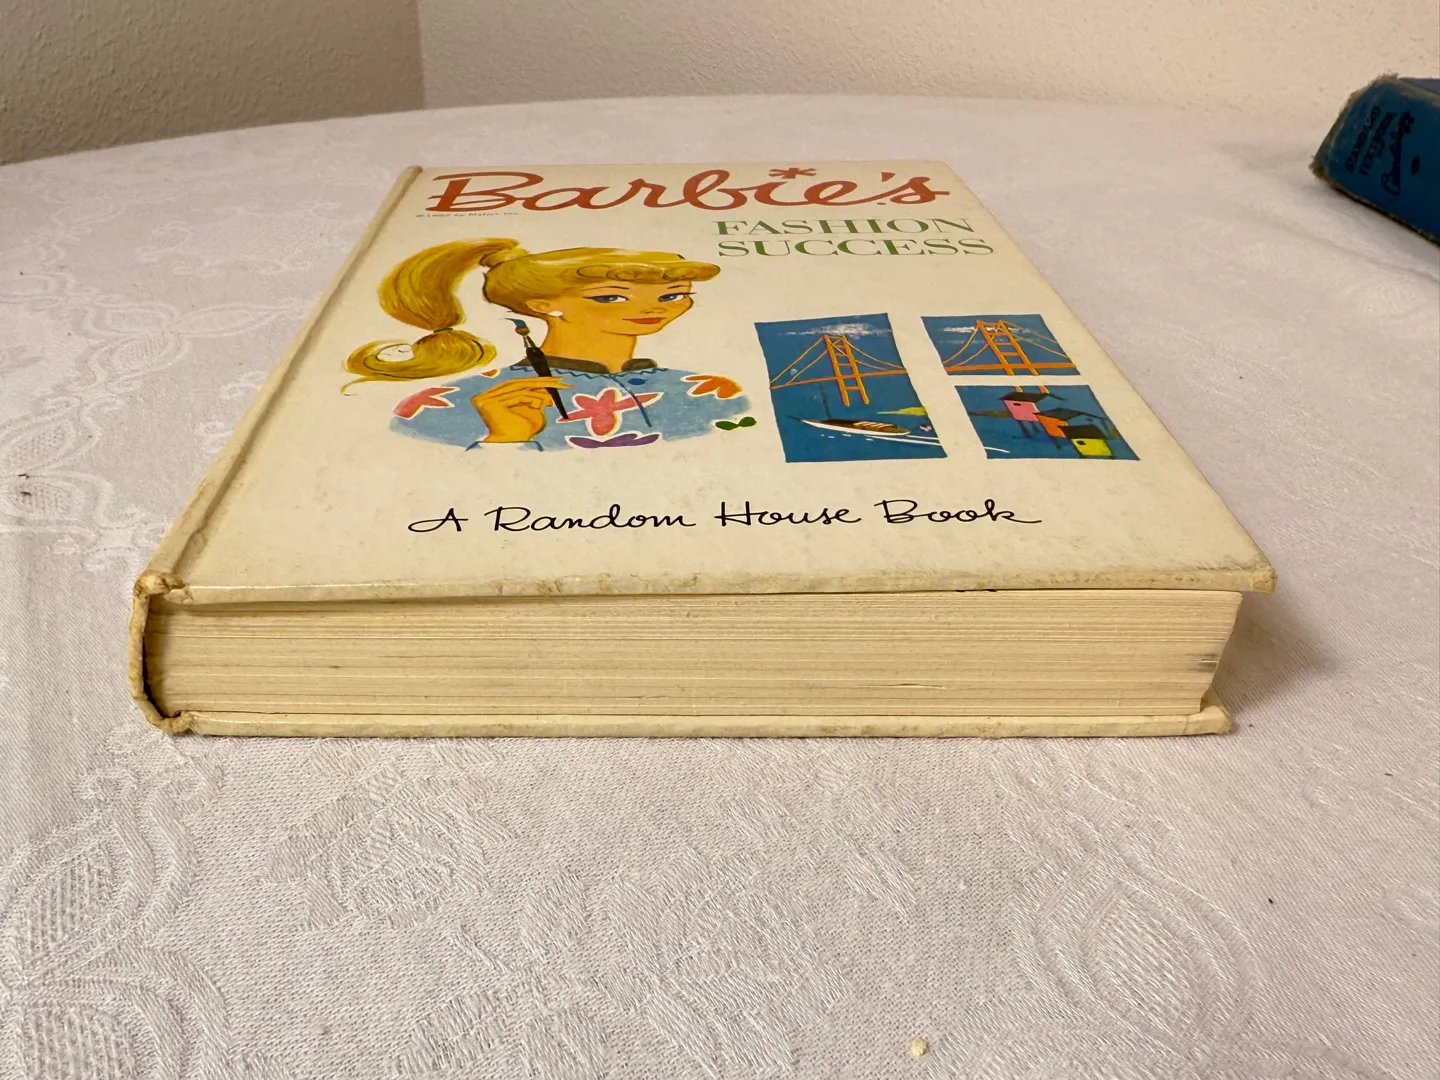 Barbie's
FASHION
SUCCESS
A Random House Book